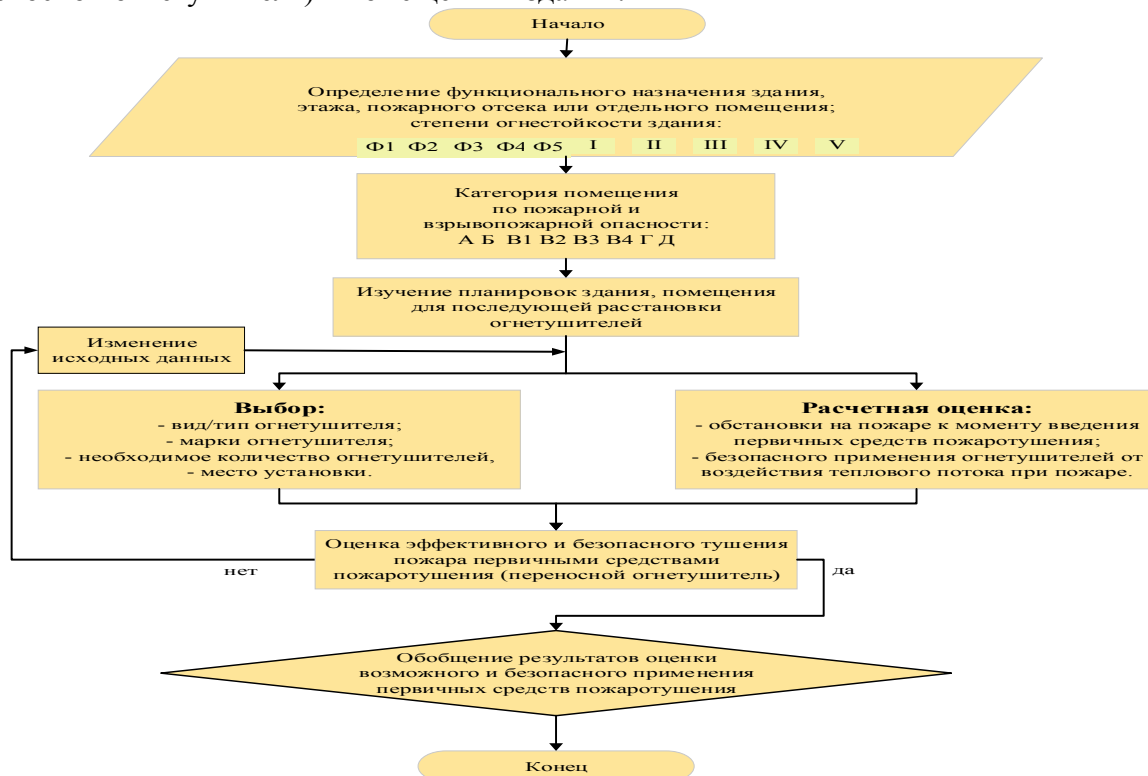 Начало
Определение функционального назначения здания,
этажа, пожарного отсека или отдельного помещения;
степени огнестойкости здания:
Ф1 Ф2 Ф3 Ф4 Ф5 I II III IV V
Категория помещения
по пожарной и
взрывопожарной опасности:
А Б В1 В2 В3 В4 Г Д
Изучение планировок здания, помещения
для последующей расстановки
огнетушителей
Изменение
исходных данных
Выбор:
- вид/тип огнетушителя;
- марки огнетушителя;
- необходимое количество огнетушителей,
- место установки.
Расчетная оценка:
- обстановки на пожаре к моменту введения
первичных средств пожаротушения;
- безопасного применения огнетушителей от
воздействия теплового потока при пожаре.
Оценка эффективного и безопасного тушения
пожара первичными средствами
пожаротушения (переносной огнетушитель)
нет
да
Обобщение результатов оценки
возможного и безопасного применения
первичных средств пожаротушения
Конец